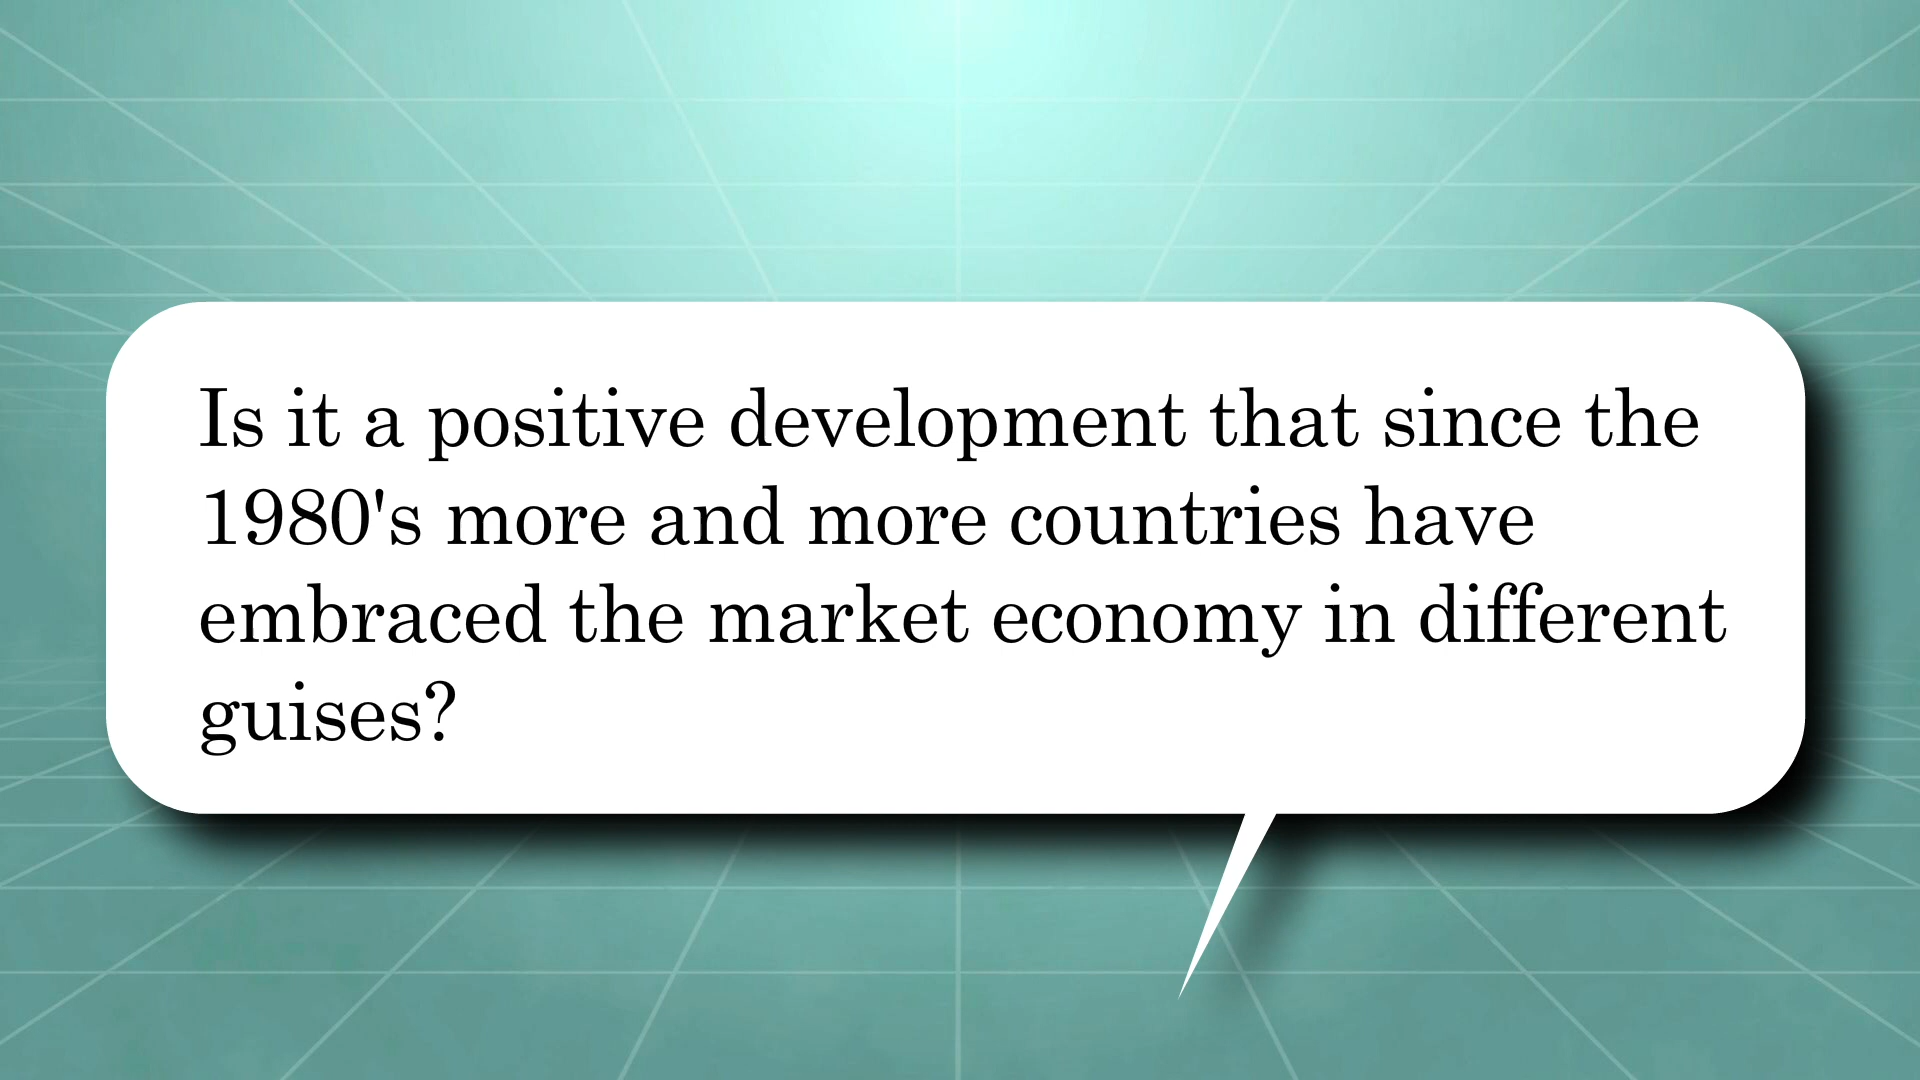 Is it a positive development that since the
1980's more and more countries have
embraced the market economy in different
guises?